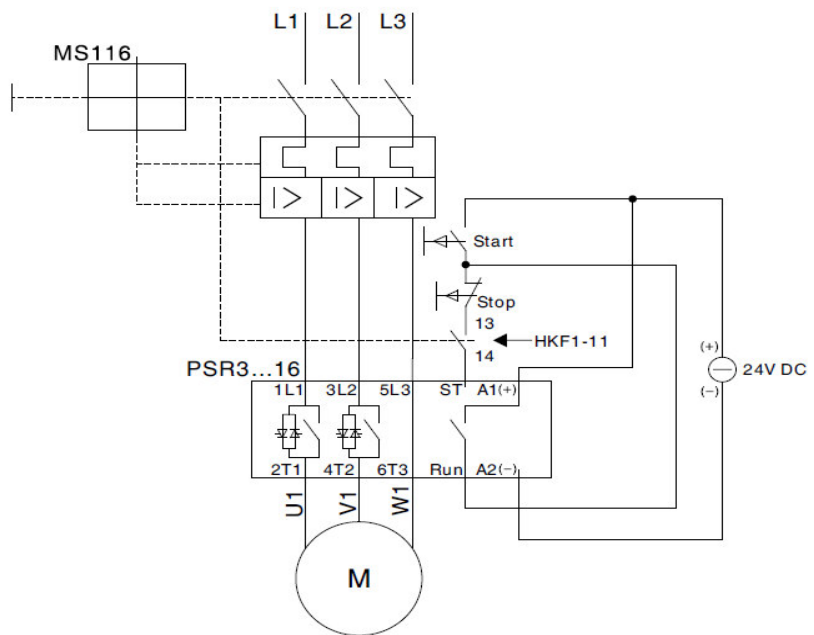 L1 L2 L3
MS116
I> I> I>
Start
Stop
13
14
HKF1-11
PSR3...16
(+)
24V DC
(−)
1L1 3L2 5L3 ST A1(+)
2T1 4T2 6T3 Run A2(−)
U1 V1 W1
M